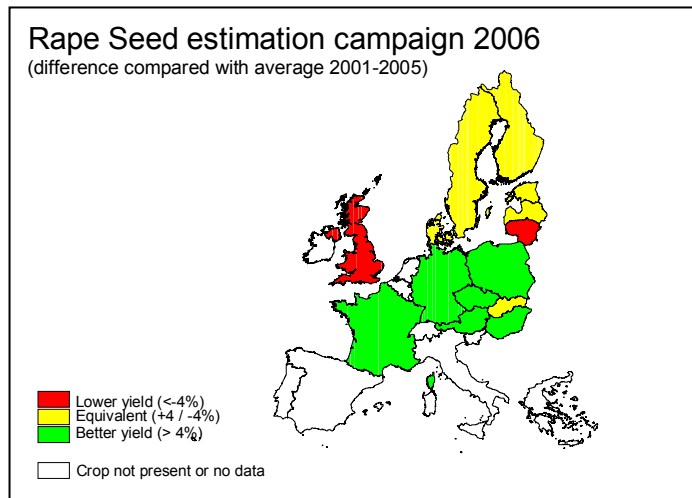 Rape Seed estimation campaign 2006
(difference compared with average 2001-2005)
Lower yield (<-4%)
Equivalent (+4 / -4%)
Better yield (> 4%)
Crop not present or no data